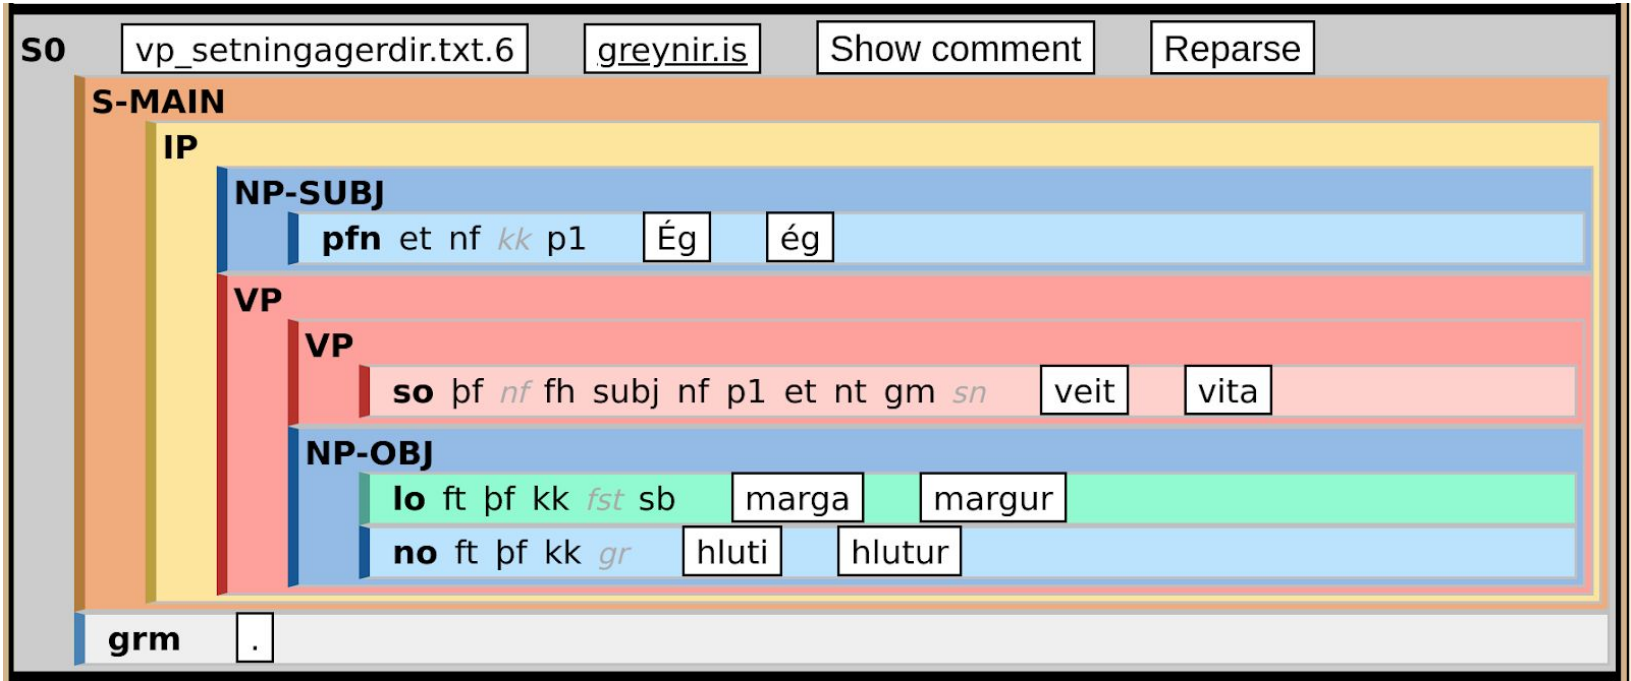 S0 vp_setningagerdir.txt.6 greynir.is Show comment Reparse
S-MAIN
IP
NP-SUBJ
pfn et nf kk p1 Ég ég
VP
VP
so þf nf fh subj nf p1 et nt gm sn veit vita
NP-OBJ
lo ft þf kk fst sb marga margur
no ft þf kk gr hluti hlutur
grm .